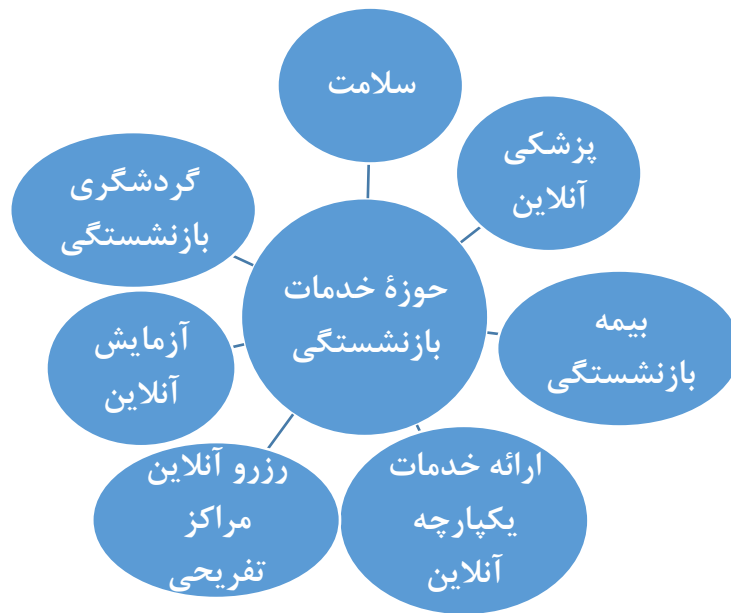 سلامت
پزشکی
آنلاین
بیمه
بازنشستگی
ارائه خدمات
یکپارچه
آنلاین
رزرو آنلاین
مراکز
تفریحی
آزمایش
آنلاین
گردشگری
بازنشستگی
حوزۀ خدمات
بازنشستگی